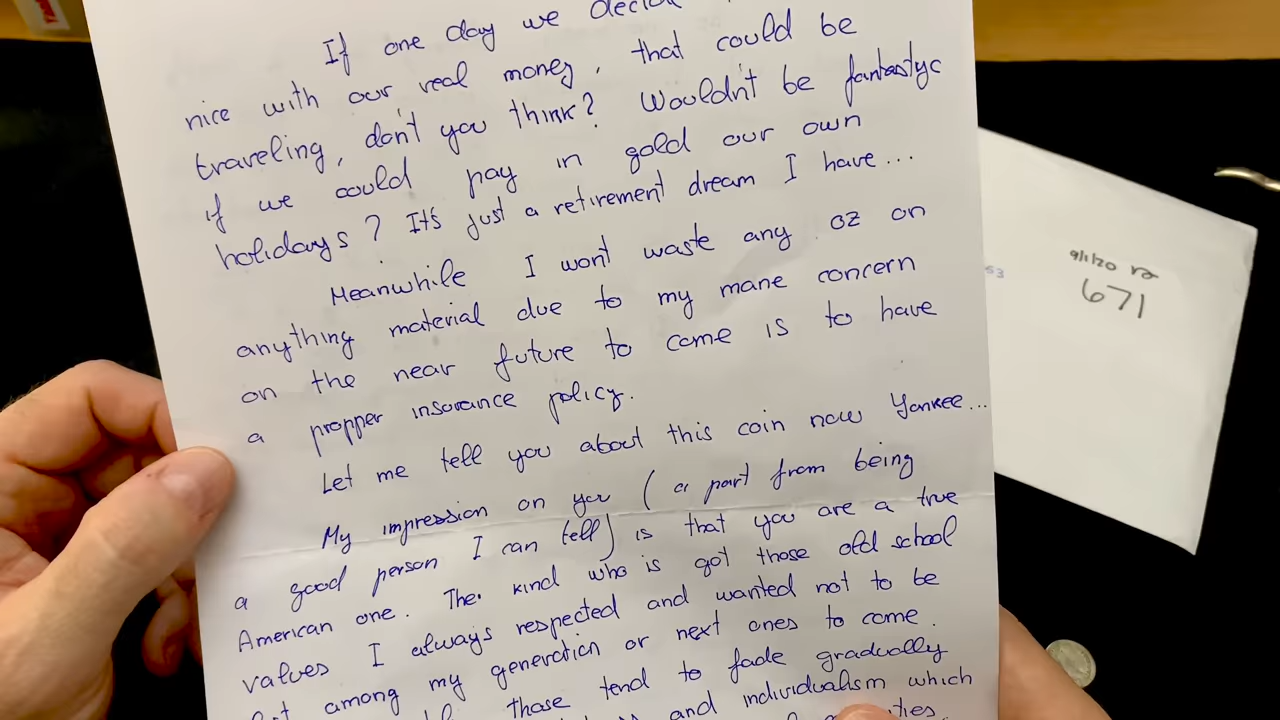 If one day we decide
nice with our real money, that could be
traveling, don't you think? Wouldn't be fantastyc
if we could pay in gold our own
holidays? It's just a retirement dream I have...
Meanwhile I won't waste any oz on
anything material due to my mane concern
on the near future to come is to have
a propper insurance policy.
Let me tell you about this coin now Yankee...
My impression on you (a part from being
a good person I can tell) is that you are a true
American one. The kind who is got those old school
values I always respected and wanted not to be
lost among my generation or next ones to come.
those tend to fade gradually
and individualism which
9/1/20
671
53